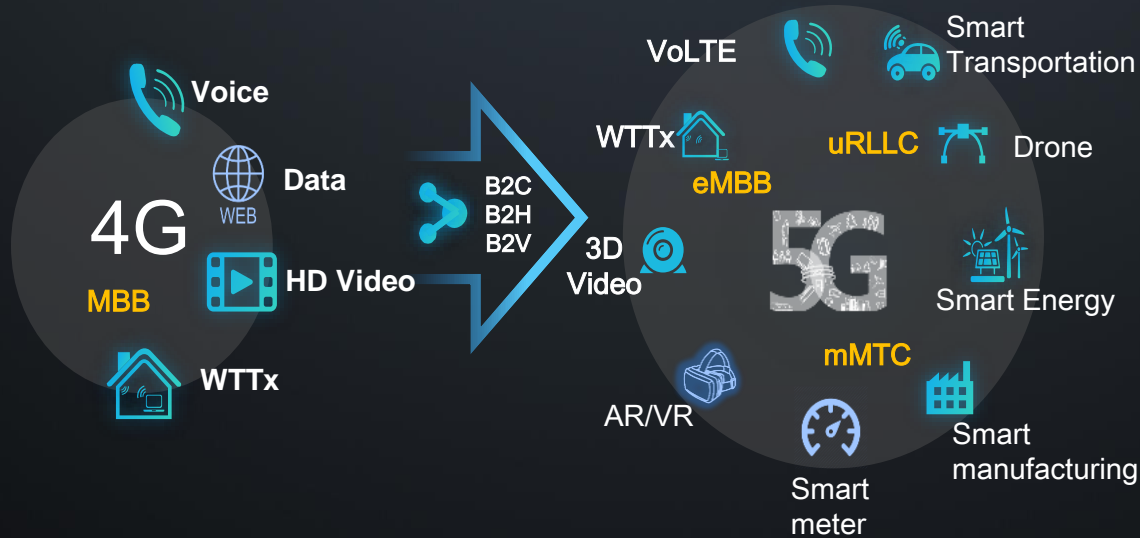 Voice
Data
WEB
4G
HD Video
MBB
WTTx
B2C
B2H
B2V
VoLTE
Smart
Transportation
WTTx
uRLLC
Drone
eMBB
5G
3D
Video
Smart Energy
mMTC
AR/VR
Smart
manufacturing
Smart
meter